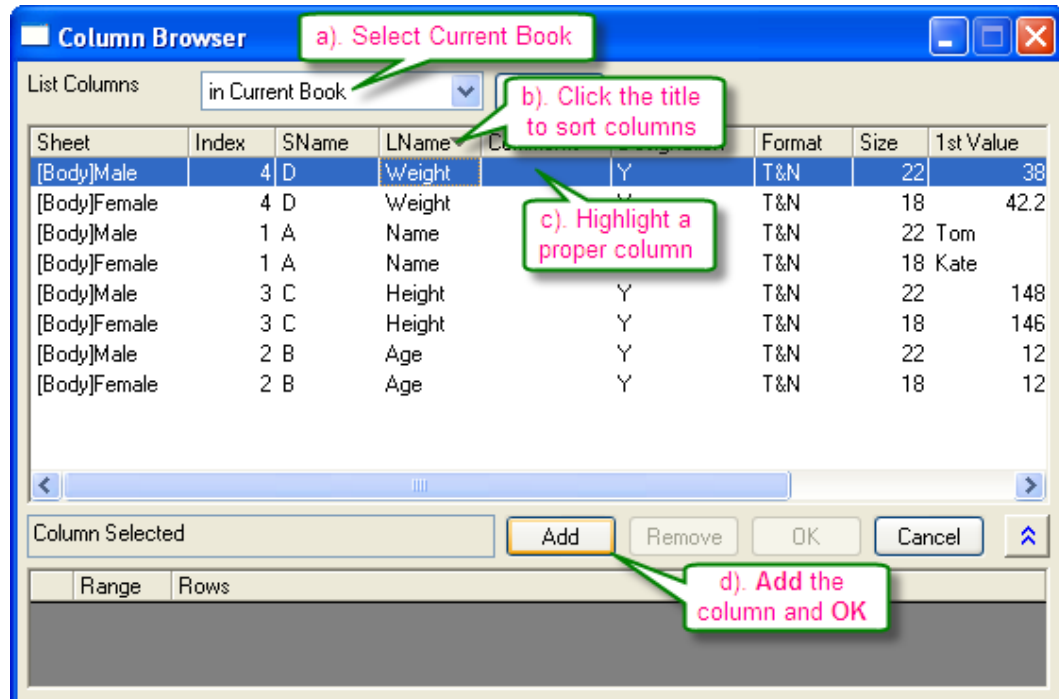 Column Browser
a). Select Current Book
List Columns
in Current Book
b). Click the title
to sort columns
Sheet Index SName LName Format Size 1st Value
[Body]Male 4 D Weight Y T&N 22 38
[Body]Female 4 D Weight T&N 18 42.2
[Body]Male 1 A Name T&N 22 Tom
[Body]Female 1 A Name T&N 18 Kate
[Body]Male 3 C Height Y T&N 22 148
[Body]Female 3 C Height Y T&N 18 146
[Body]Male 2 B Age Y T&N 22 12
[Body]Female 2 B Age Y T&N 18 12
c). Highlight a
proper column
Column Selected
Add Remove OK Cancel
Range Rows
d). Add the
column and OK